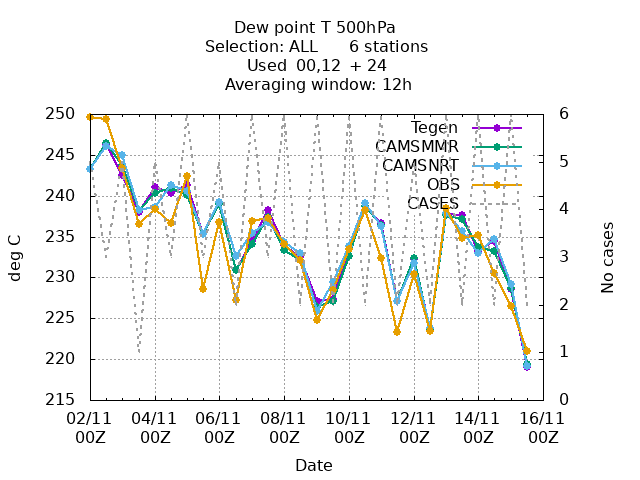 Dew point T 500hPa
Selection: ALL 6 stations
Used 00,12 + 24
Averaging window: 12h
250
245
240
235
230
225
220
215
deg C
6
5
4
3
2
1
0
No cases
Tegen
CAMSMMR
CAMSNRT
OBS
CASES
02/11 04/11 06/11 08/11 10/11 12/11 14/11 16/11
00Z 00Z 00Z 00Z 00Z 00Z 00Z 00Z
Date